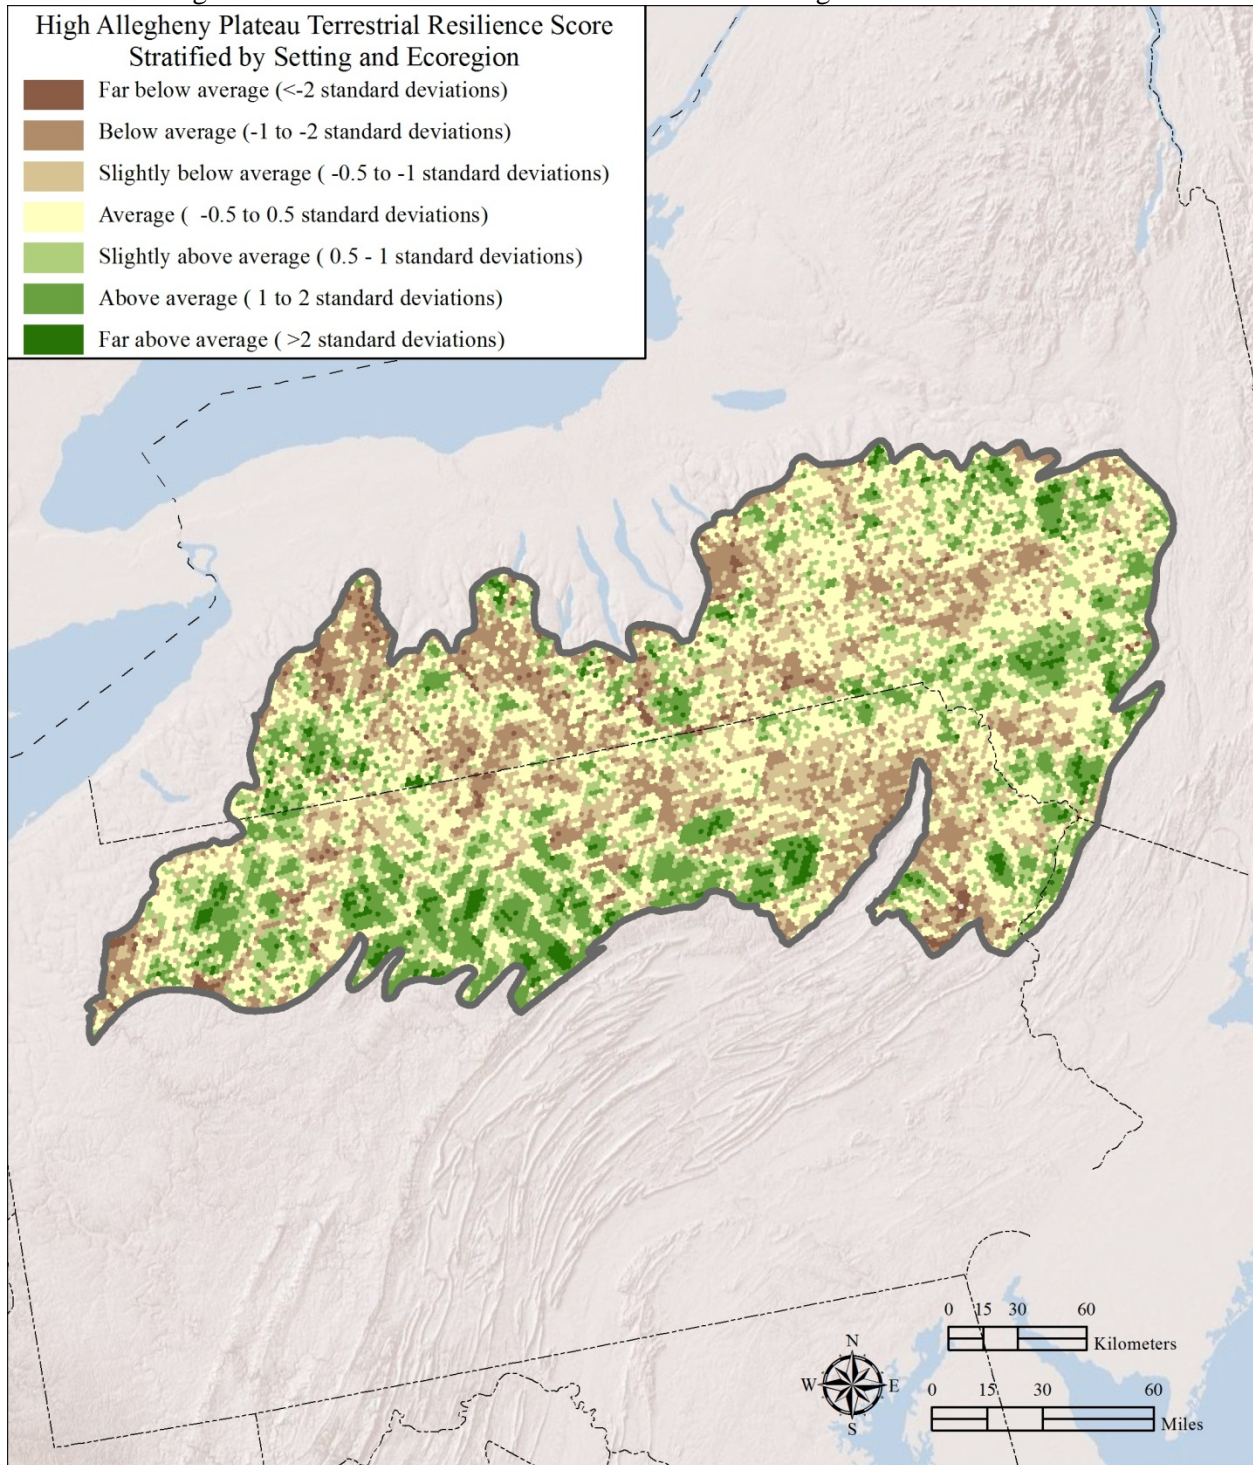 High Allegheny Plateau Terrestrial Resilience Score
Stratified by Setting and Ecoregion
Far below average (<-2 standard deviations)
Below average (-1 to -2 standard deviations)
Slightly below average ( -0.5 to -1 standard deviations)
Average ( -0.5 to 0.5 standard deviations)
Slightly above average ( 0.5 - 1 standard deviations)
Above average ( 1 to 2 standard deviations)
Far above average ( >2 standard deviations)
0 15 30 60
Kilometers
N
W E
S
0 15 30 60
Miles